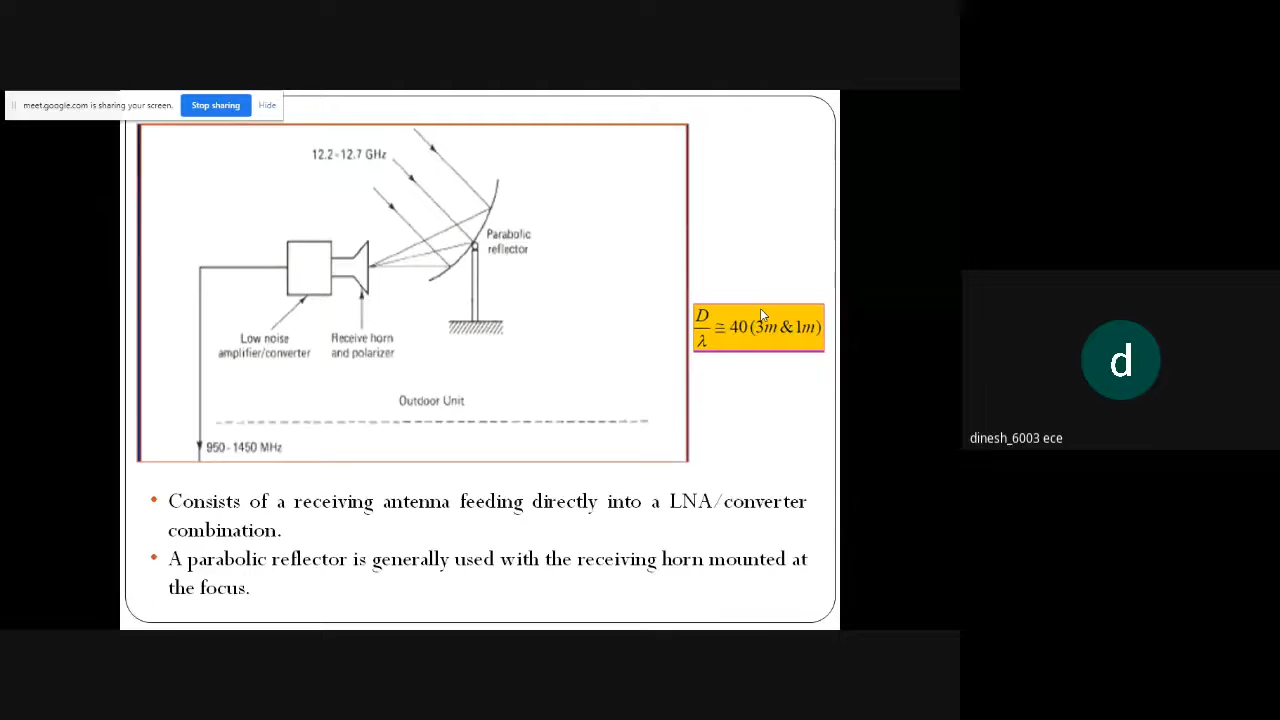 meet.google.com is sharing your screen.
Stop sharing
Hide
12.2-12.7 GHz
Parabolic
reflector
D/λ ≅ 40 (3m & 1m)
Low noise
amplifier/converter
Receive horn
and polarizer
Outdoor Unit
950-1450 MHz
d
dinesh_6003 ece
• Consists of a receiving antenna feeding directly into a LNA/converter
combination.
• A parabolic reflector is generally used with the receiving horn mounted at
the focus.